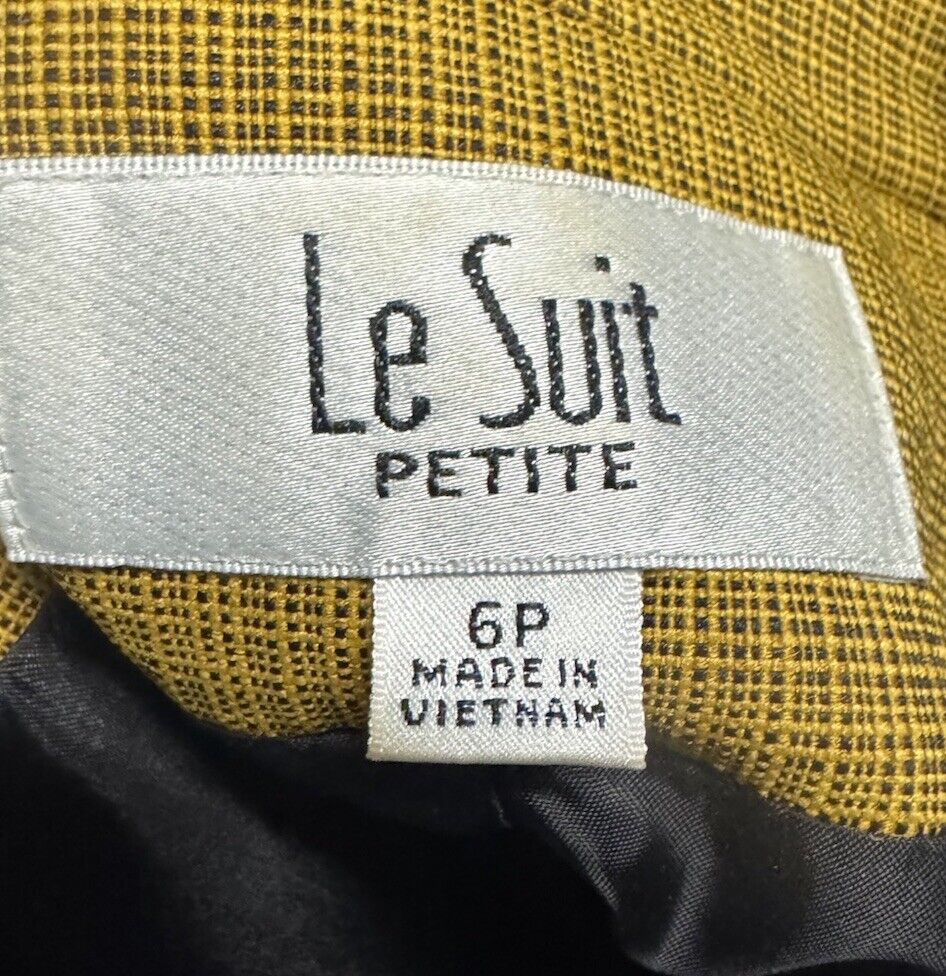 Le Suit
PETITE
6P
MADE IN
VIETNAM